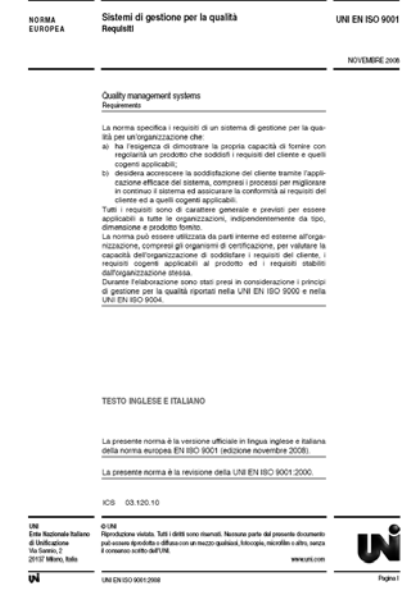 NORMA
EUROPEA
Sistemi di gestione per la qualità
Requisiti
UNI EN ISO 9001
NOVEMBRE 2008
Quality management systems
Requirements
La norma specifica i requisiti di un sistema di gestione per la qua-
lità per un'organizzazione che:
a) ha l'esigenza di dimostrare la propria capacità di fornire con
regolarità un prodotto che soddisfi i requisiti del cliente e quelli
cogenti applicabili;
b) desidera accrescere la soddisfazione del cliente tramite l'appli-
cazione efficace del sistema, compresi i processi per migliorare
in continuo il sistema ed assicurare la conformità ai requisiti del
cliente ed a quelli cogenti applicabili.
Tutti i requisiti sono di carattere generale e previsti per essere
applicabili a tutte le organizzazioni, indipendentemente da tipo,
dimensione e prodotto fornito.
La norma può essere utilizzata da parti interne ed esterne all'orga-
nizzazione, compresi gli organismi di certificazione, per valutare la
capacità dell'organizzazione di soddisfare i requisiti del cliente, i
requisiti cogenti applicabili al prodotto ed i requisiti stabiliti
dall'organizzazione stessa.
Durante l'elaborazione sono stati presi in considerazione i principi
di gestione per la qualità riportati nella UNI EN ISO 9000 e nella
UNI EN ISO 9004.
TESTO INGLESE E ITALIANO
La presente norma è la versione ufficiale in lingua inglese e italiana
della norma europea EN ISO 9001 (edizione novembre 2008).
La presente norma è la revisione della UNI EN ISO 9001:2000.
ICS 03.120.10
UNI
Ente Nazionale Italiano
di Unificazione
Via Sannio, 2
20137 Milano, Italia
© UNI
Riproduzione vietata. Tutti i diritti sono riservati. Nessuna parte del presente documento
può essere riprodotta o diffusa con un mezzo qualsiasi, fotocopie, microfilm o altro, senza
il consenso scritto dell'UNI.
www.uni.com
UNI
UNI
UNI EN ISO 9001:2008
Pagina I